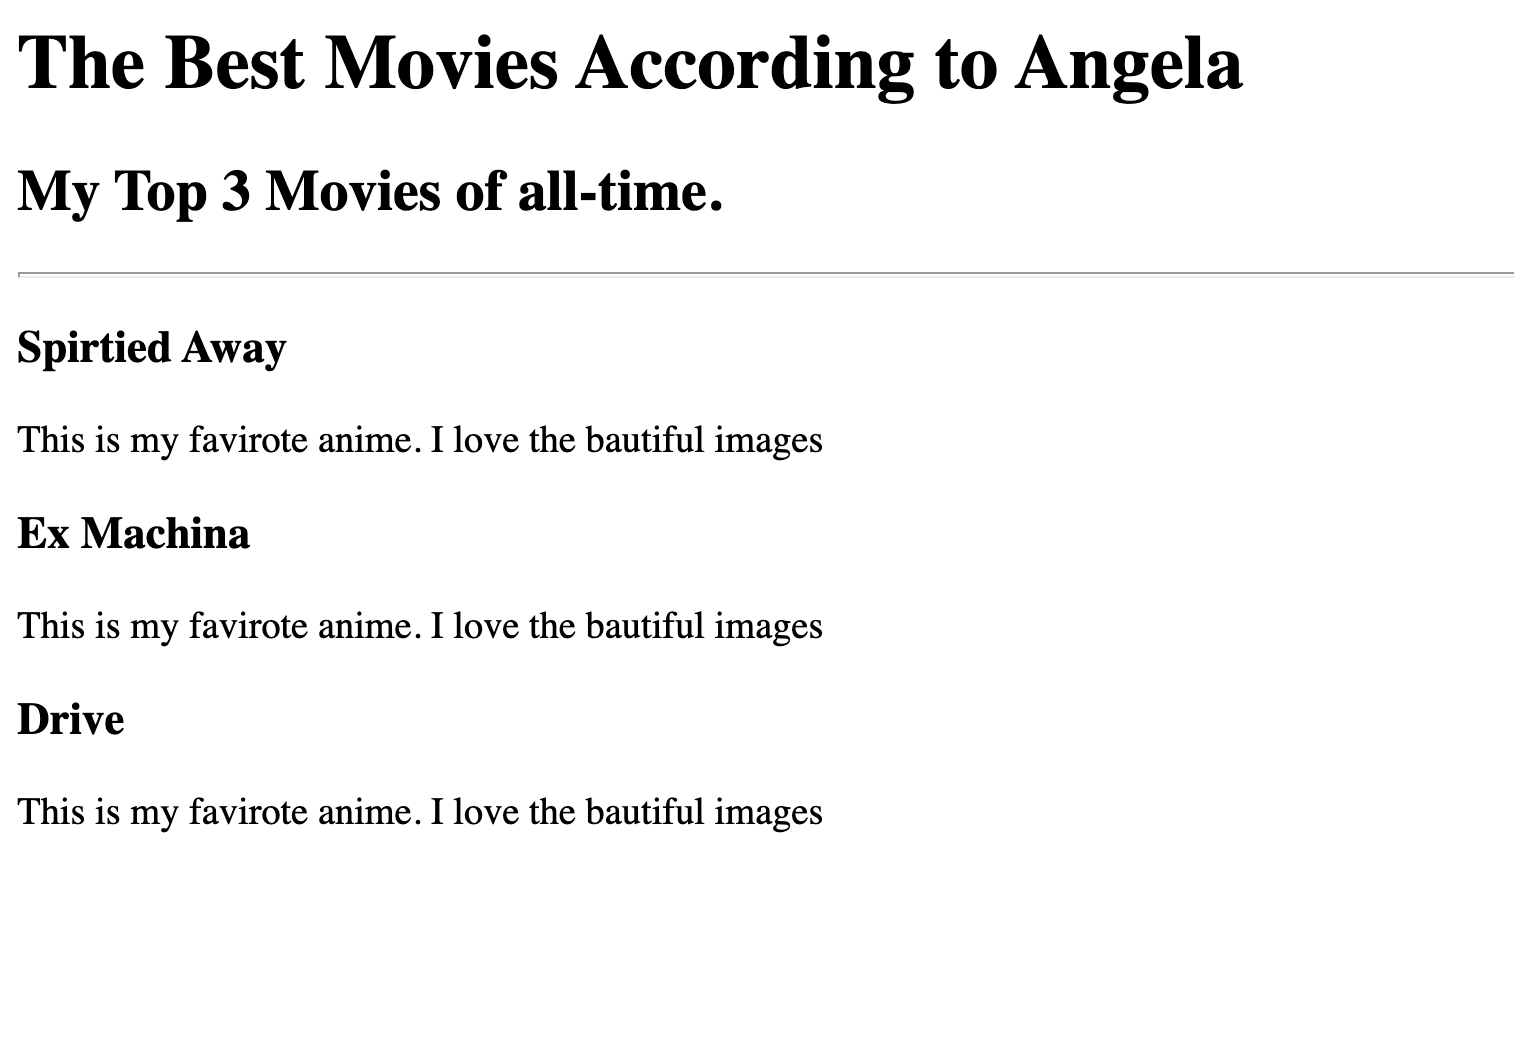 The Best Movies According to Angela
My Top 3 Movies of all-time.
Spirtied Away
This is my favirote anime. I love the bautiful images
Ex Machina
This is my favirote anime. I love the bautiful images
Drive
This is my favirote anime. I love the bautiful images